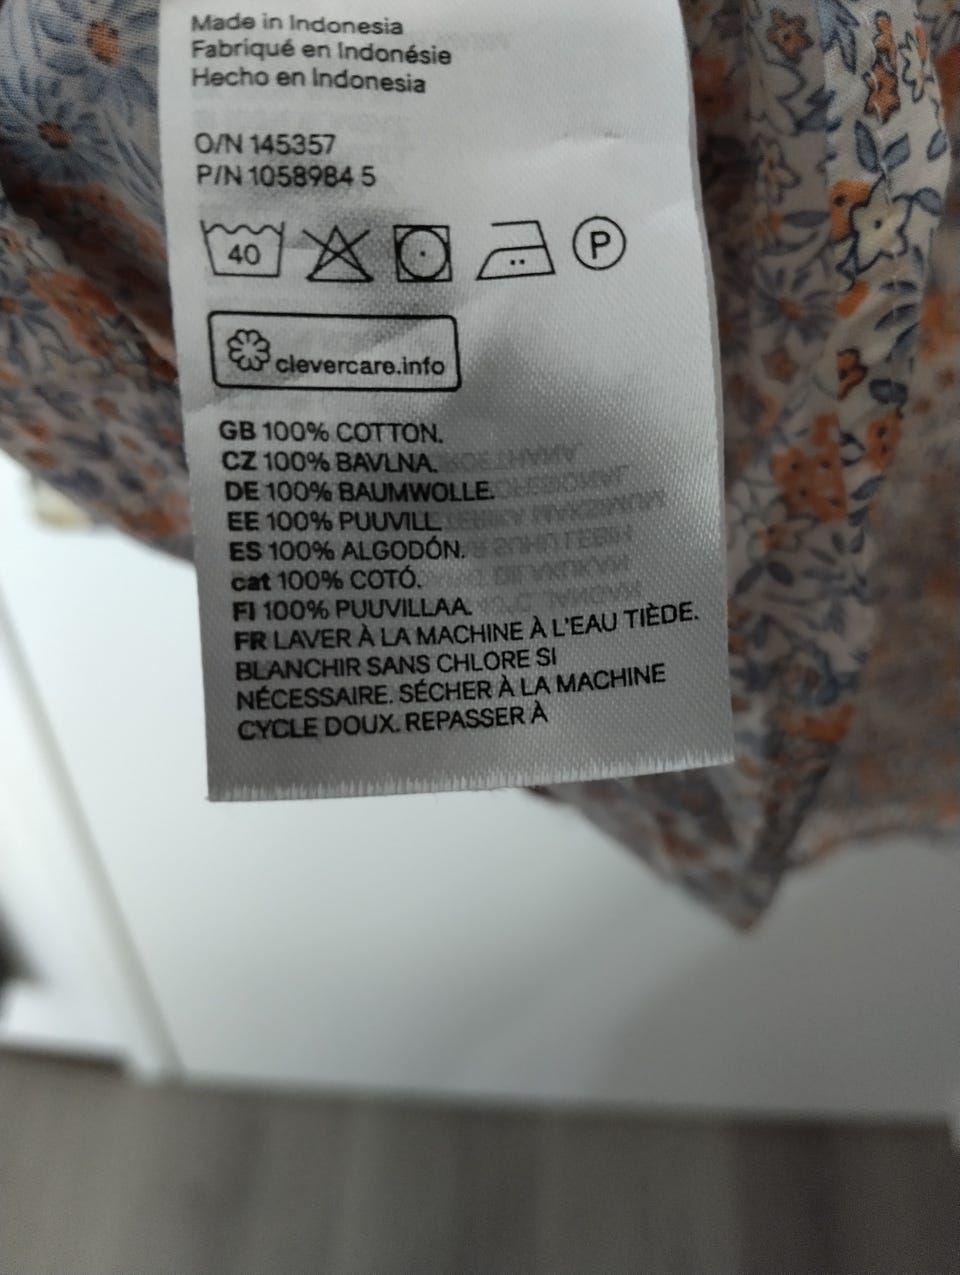 Made in Indonesia
Fabriqué en Indonésie
Hecho en Indonesia
O/N 145357
P/N 1058984 5
40
P
clevercare.info
GB 100% COTTON.
CZ 100% BAVLNA.
DE 100% BAUMWOLLE.
EE 100% PUUVILL.
ES 100% ALGODÓN.
cat 100% COTÓ.
FI 100% PUUVILLAA.
FR LAVER À LA MACHINE À L'EAU TIÈDE.
BLANCHIR SANS CHLORE SI
NÉCESSAIRE. SÉCHER À LA MACHINE
CYCLE DOUX. REPASSER À